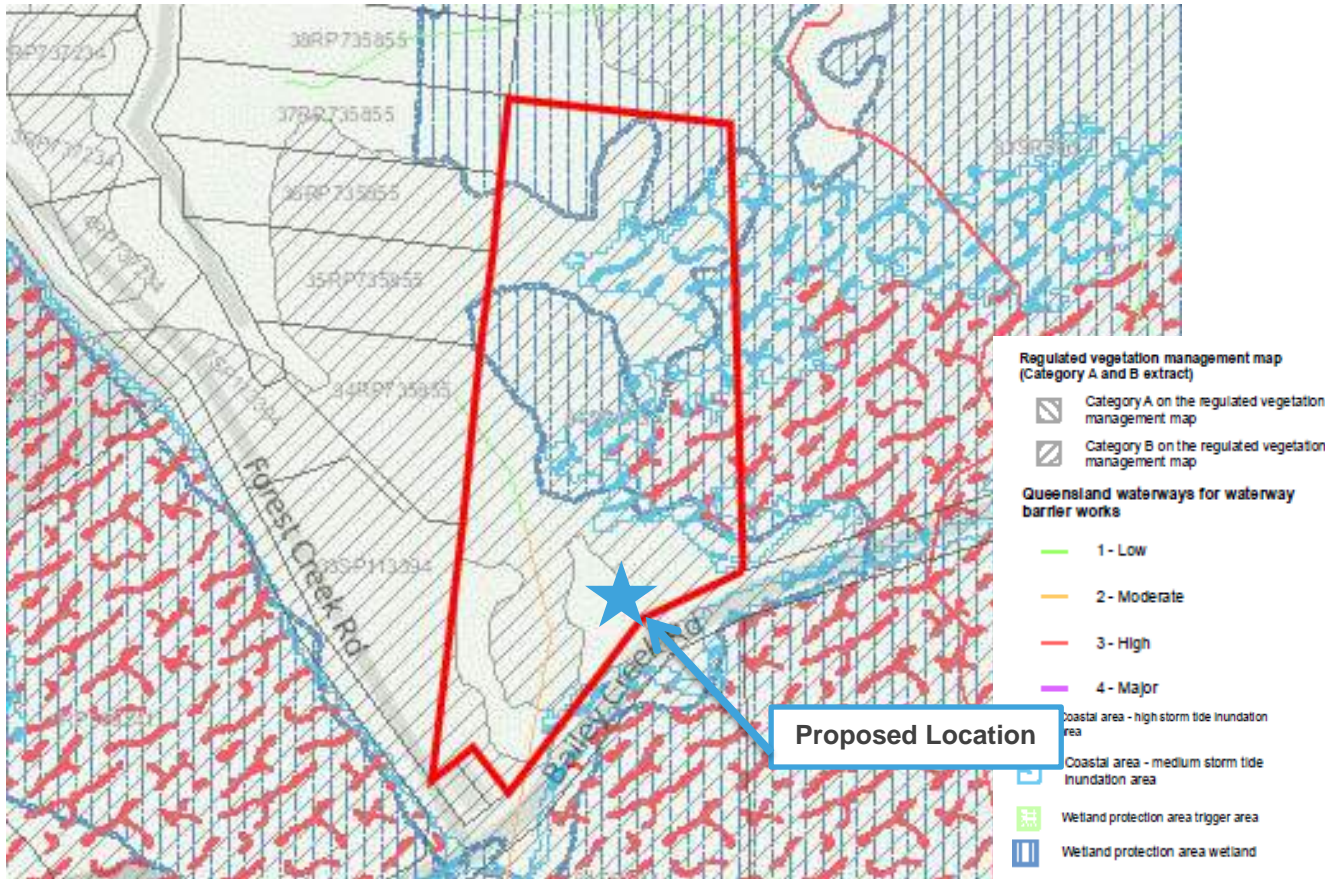 38RP735855
37RP735855
36RP735855
35RP735855
Forest Creek Rd
Bailey Creek Rd
Proposed Location
Regulated vegetation management map
(Category A and B extract)
Category A on the regulated vegetation
management map
Category B on the regulated vegetation
management map
Queensland waterways for waterway
barrier works
1 - Low
2 - Moderate
3 - High
4 - Major
Coastal area - high storm tide inundation
area
Coastal area - medium storm tide
inundation area
Wetland protection area trigger area
Wetland protection area wetland